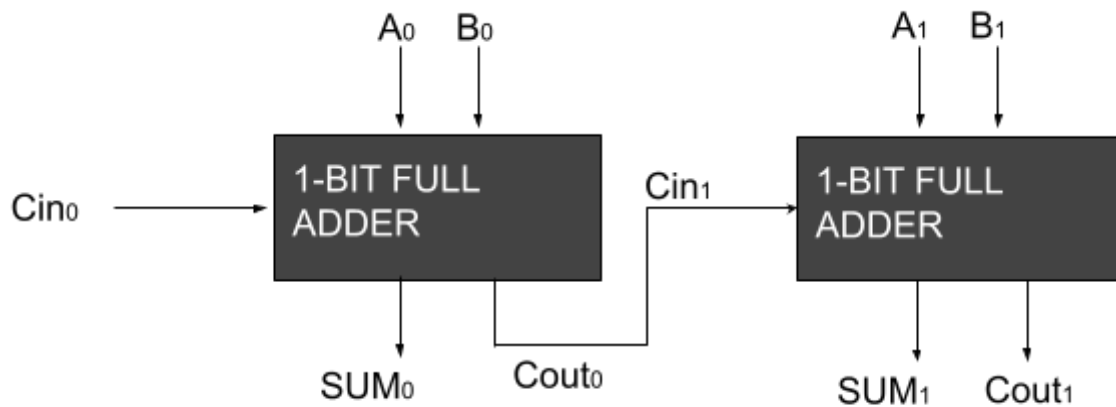 A0 B0 A1 B1
1-BIT FULL
ADDER
1-BIT FULL
ADDER
Cin0
Cin1
SUM0
Cout0
SUM1
Cout1